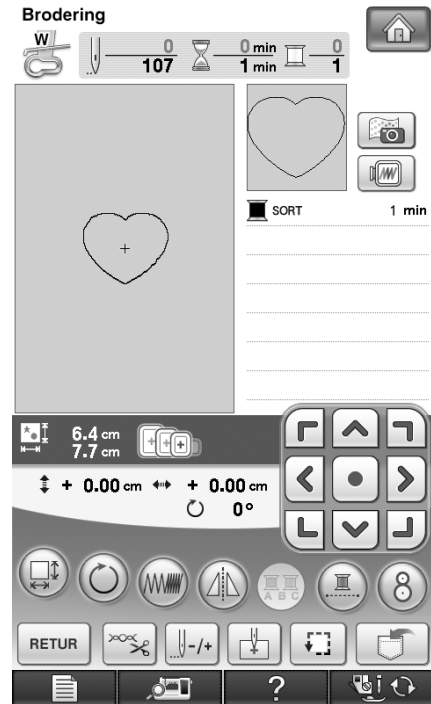 Brodering
W
0 0 min 0
107 1 min 1
SORT 1 min
6.4 cm
7.7 cm
+ 0.00 cm + 0.00 cm
0°
A B C
8
RETUR
-/+
?